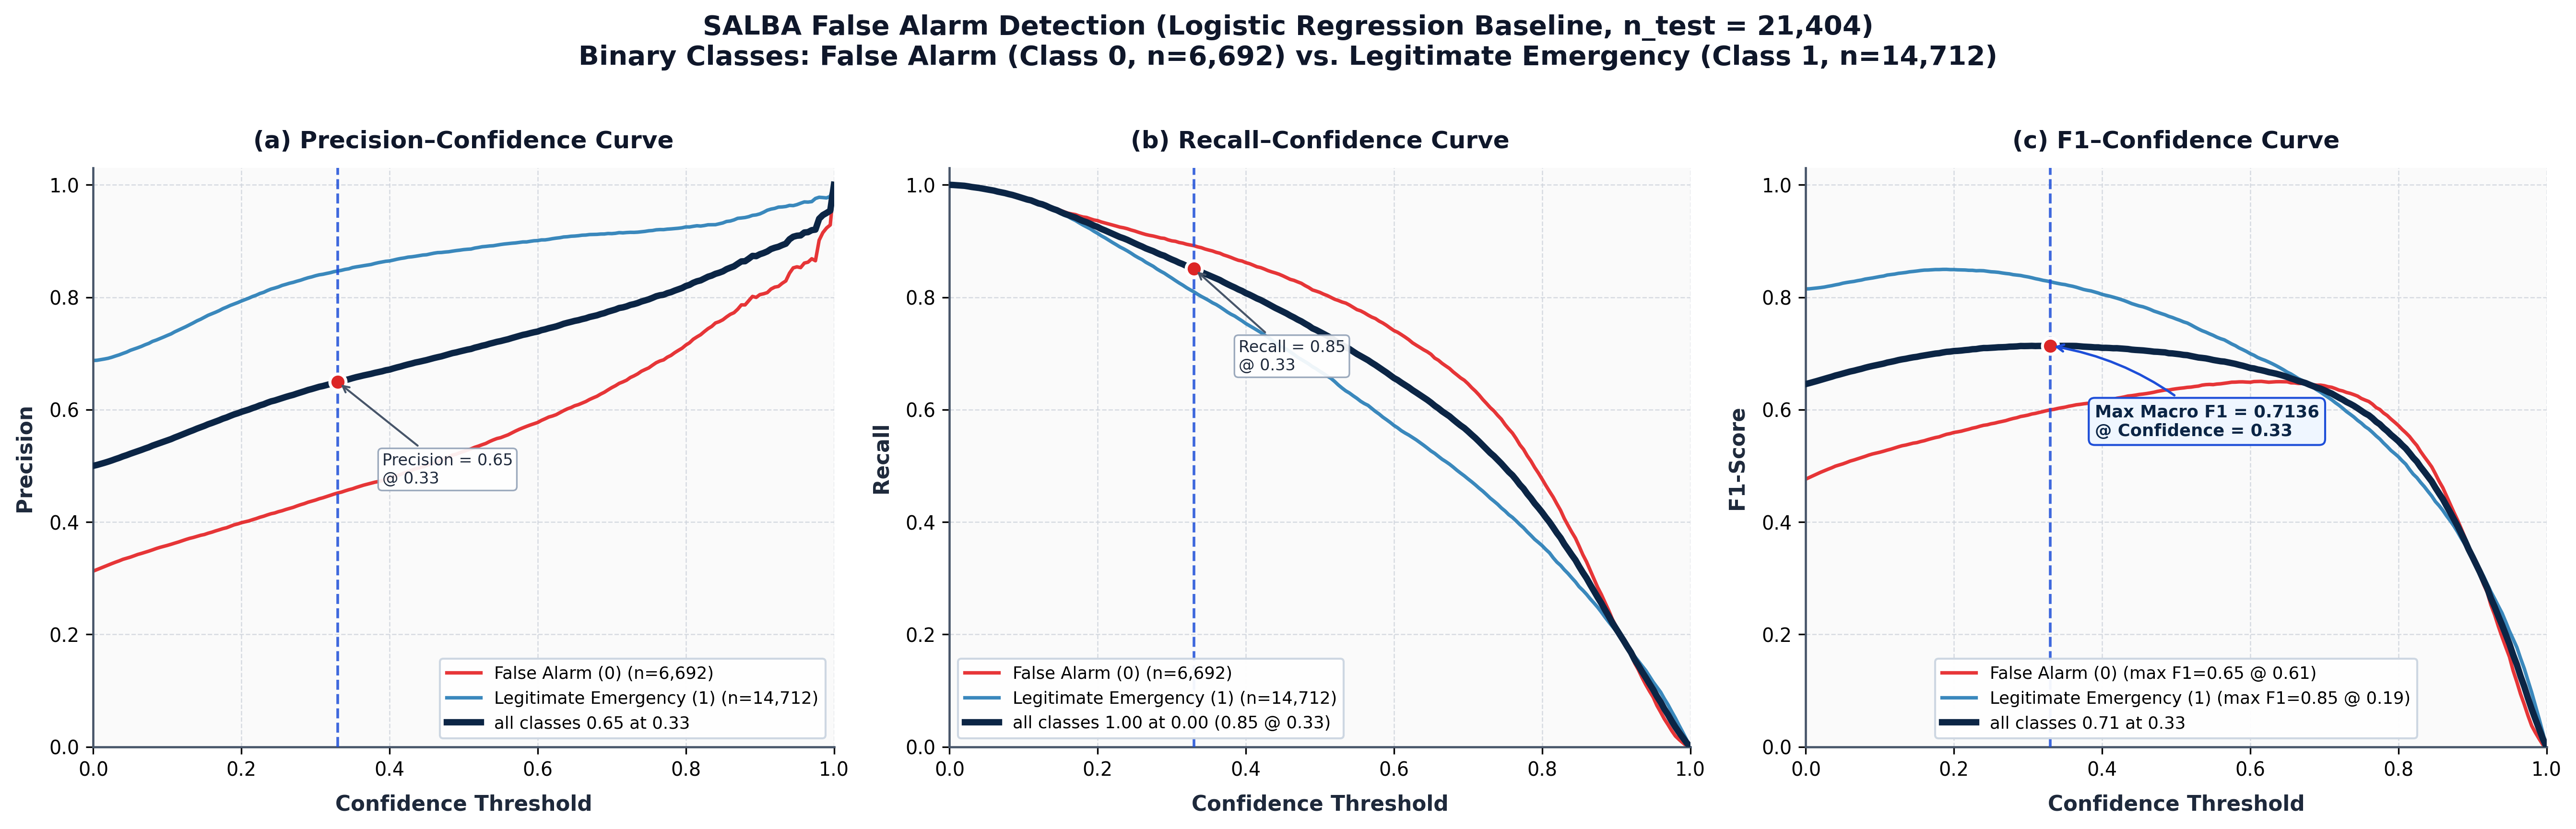 SALBA False Alarm Detection (Logistic Regression Baseline, n_test = 21,404)
Binary Classes: False Alarm (Class 0, n=6,692) vs. Legitimate Emergency (Class 1, n=14,712)
(a) Precision–Confidence Curve
Precision
1.0
0.8
0.6
0.4
0.2
0.0
Precision = 0.65
@ 0.33
False Alarm (0) (n=6,692)
Legitimate Emergency (1) (n=14,712)
all classes 0.65 at 0.33
0.0 0.2 0.4 0.6 0.8 1.0
Confidence Threshold
(b) Recall–Confidence Curve
Recall
1.0
0.8
0.6
0.4
0.2
0.0
Recall = 0.85
@ 0.33
False Alarm (0) (n=6,692)
Legitimate Emergency (1) (n=14,712)
all classes 1.00 at 0.00 (0.85 @ 0.33)
0.0 0.2 0.4 0.6 0.8 1.0
Confidence Threshold
(c) F1–Confidence Curve
F1-Score
1.0
0.8
0.6
0.4
0.2
0.0
Max Macro F1 = 0.7136
@ Confidence = 0.33
False Alarm (0) (max F1=0.65 @ 0.61)
Legitimate Emergency (1) (max F1=0.85 @ 0.19)
all classes 0.71 at 0.33
0.0 0.2 0.4 0.6 0.8 1.0
Confidence Threshold